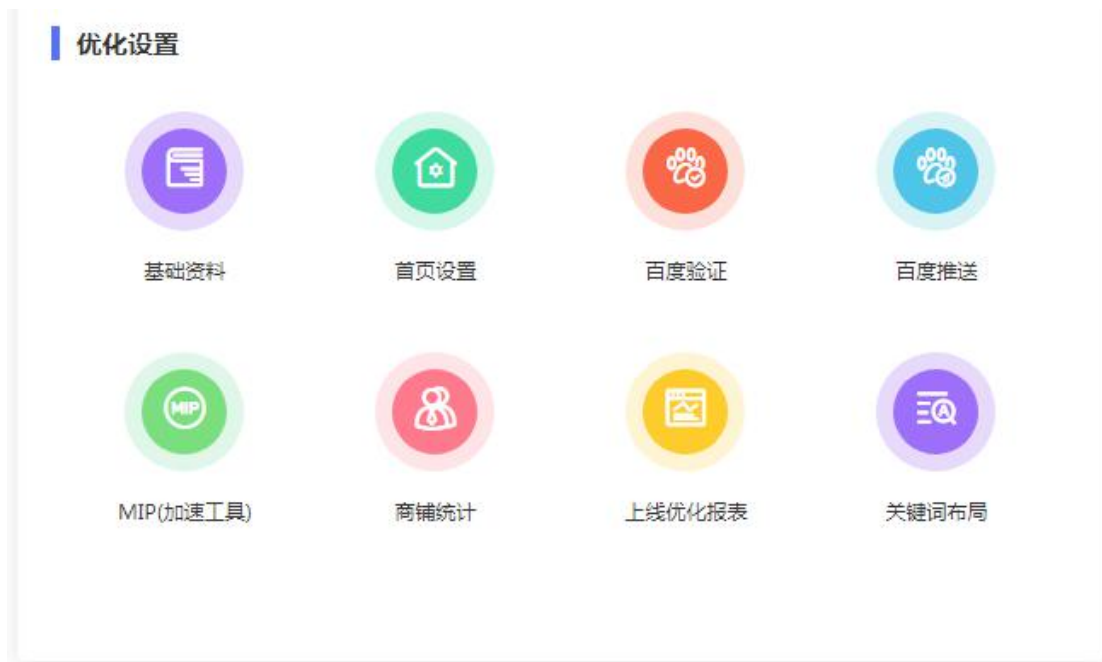 优化设置
基础资料
首页设置
百度验证
百度推送
MIP
MIP(加速工具)
商铺统计
上线优化报表
A
关键词布局